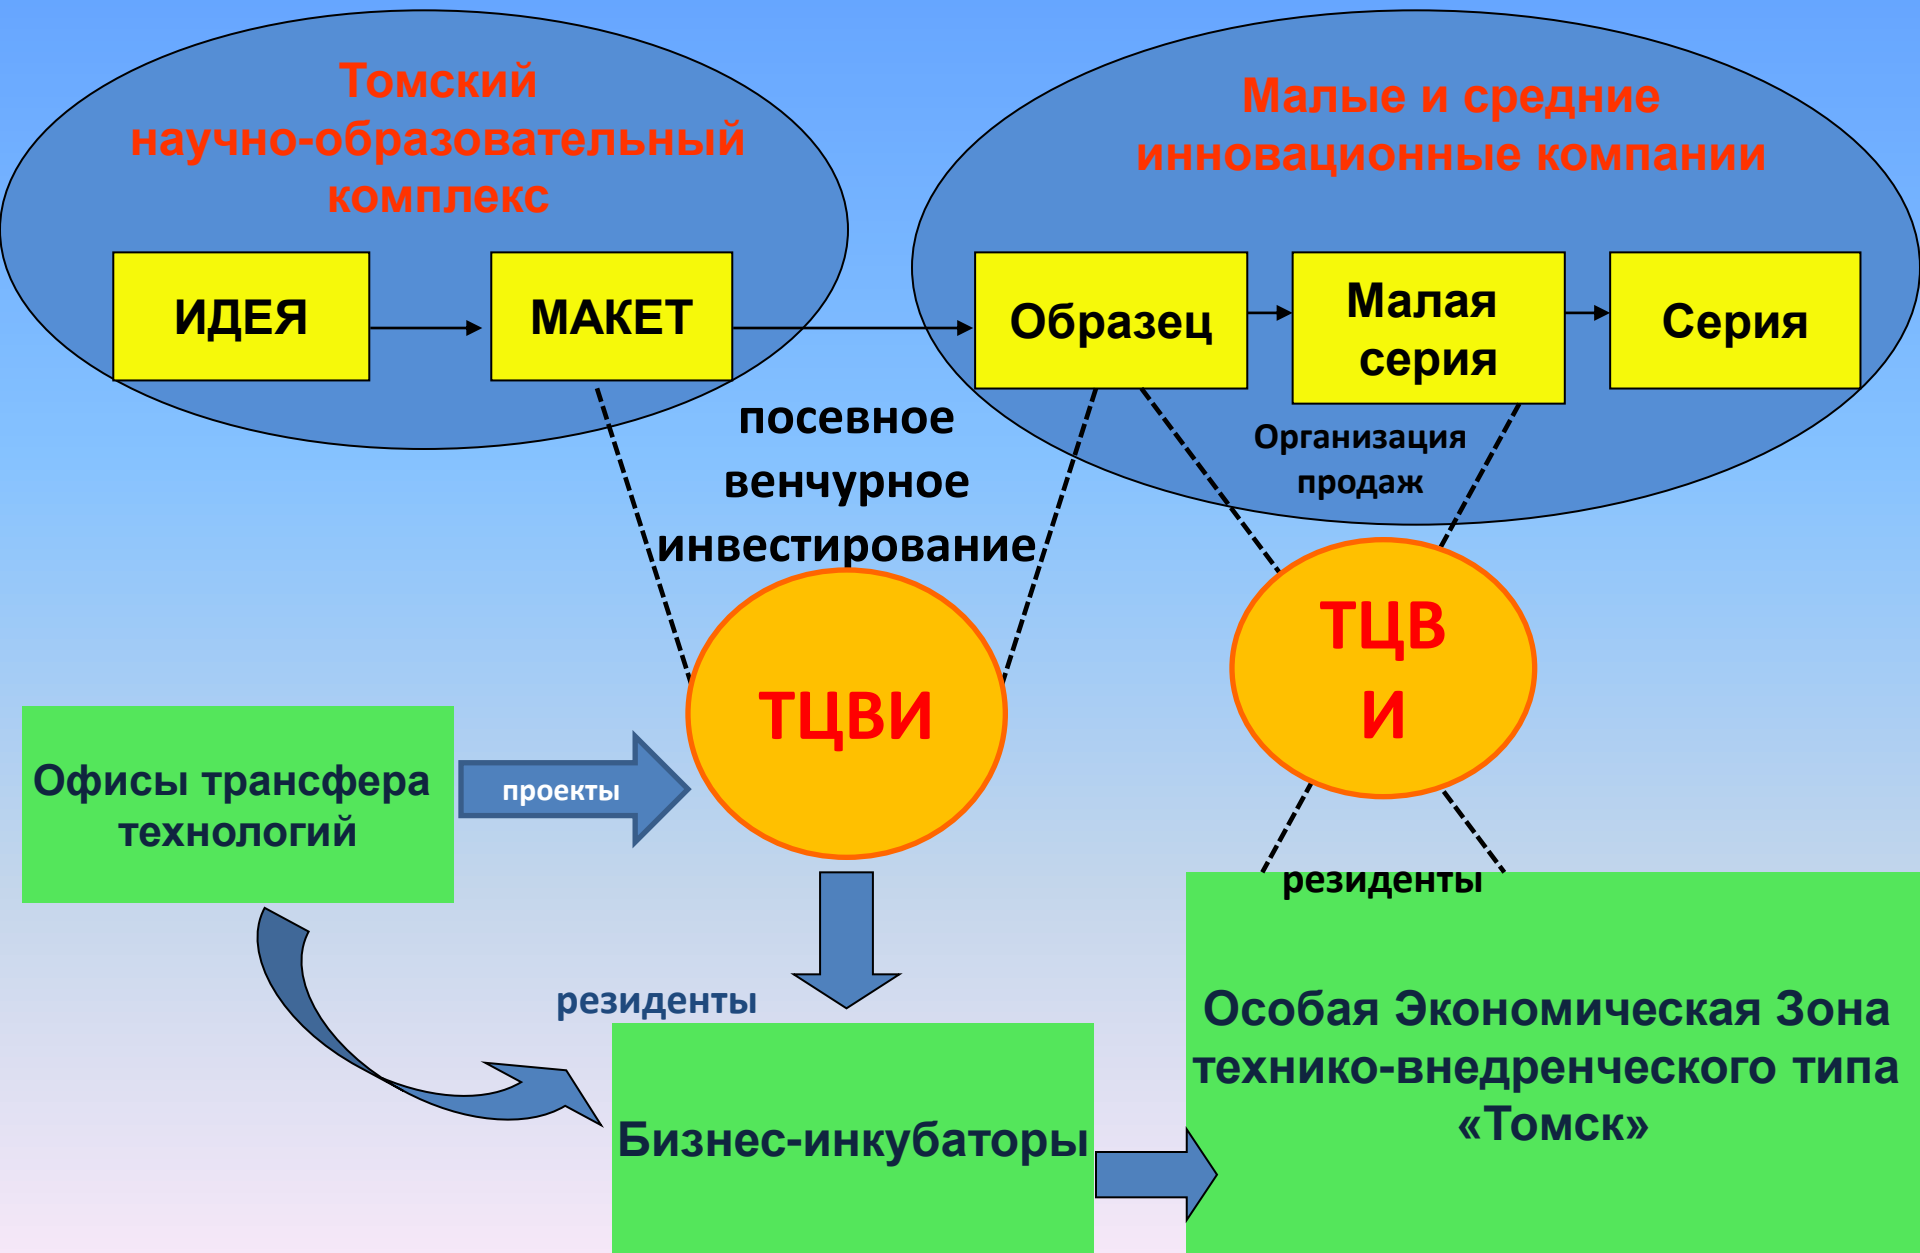 Томский
научно-образовательный
комплекс
Малые и средние
инновационные компании
ИДЕЯ
МАКЕТ
Образец
Малая
серия
Серия
посевное
венчурное
инвестирование
Организация
продаж
ТЦВИ
ТЦВ
И
Офисы трансфера
технологий
проекты
резиденты
резиденты
Бизнес-инкубаторы
Особая Экономическая Зона
технико-внедренческого типа
«Томск»